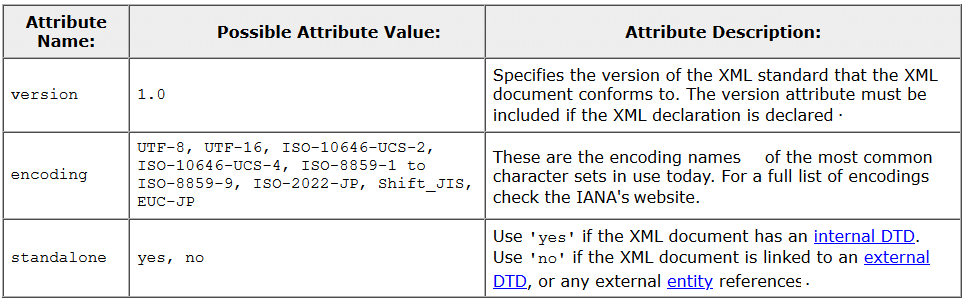 Attribute Name:
Possible Attribute Value:
Attribute Description:
version
1.0
Specifies the version of the XML standard that the XML
document conforms to. The version attribute must be
included if the XML declaration is declared .
encoding
UTF-8, UTF-16, ISO-10646-UCS-2,
ISO-10646-UCS-4, ISO-8859-1 to
ISO-8859-9, ISO-2022-JP, Shift_JIS,
EUC-JP
These are the encoding names of the most common
character sets in use today. For a full list of encodings
check the IANA's website.
standalone
yes, no
Use 'yes' if the XML document has an internal DTD.
Use 'no' if the XML document is linked to an external
DTD, or any external entity references.